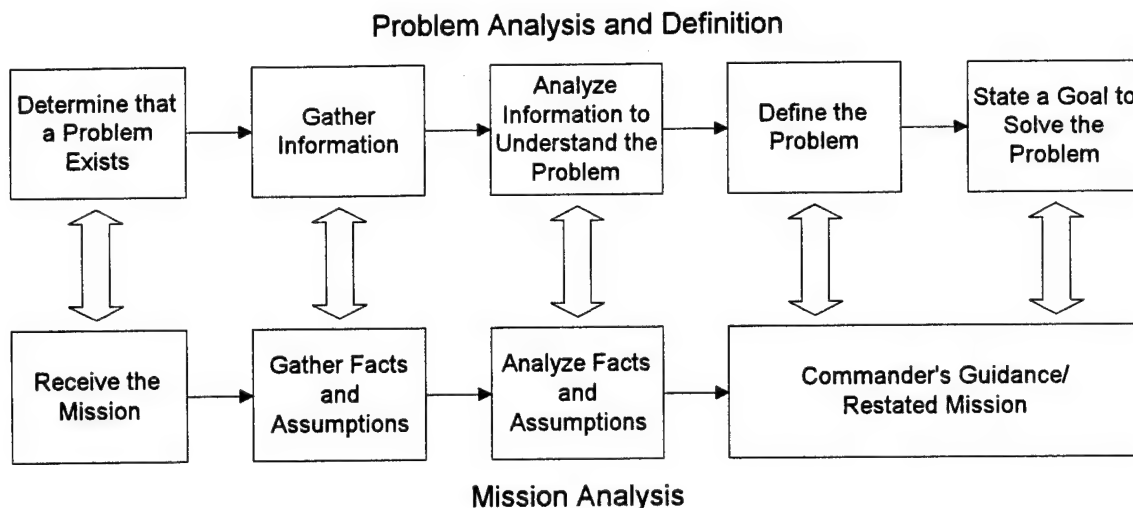 Problem Analysis and Definition
Determine that
a Problem
Exists
Gather
Information
Analyze
Information to
Understand the
Problem
Define the
Problem
State a Goal to
Solve the
Problem
Receive the
Mission
Gather Facts
and
Assumptions
Analyze Facts
and
Assumptions
Commander's Guidance/
Restated Mission
Mission Analysis